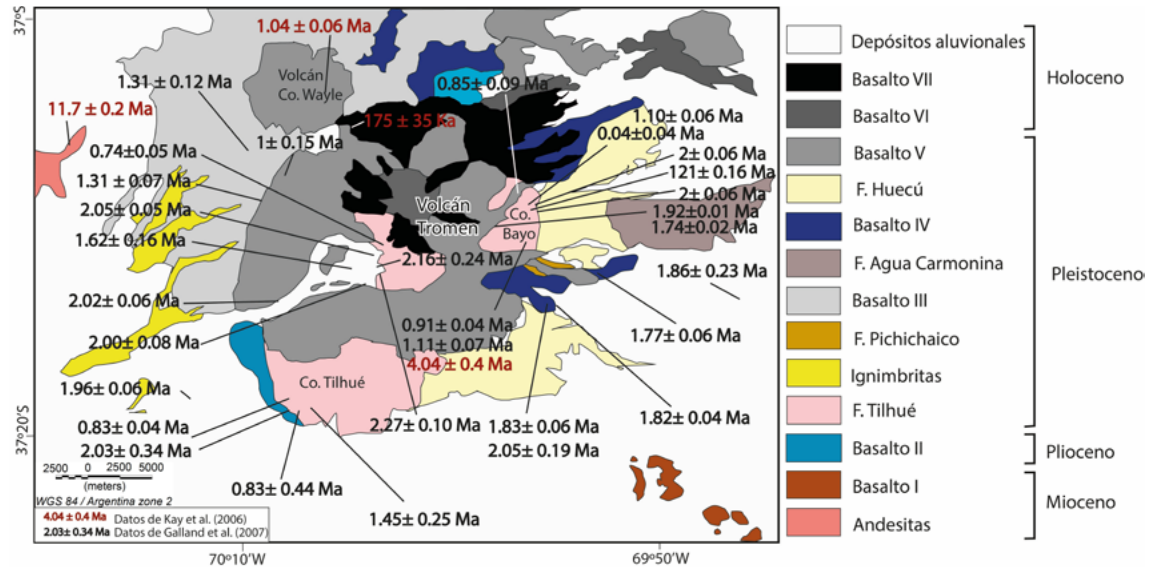 37ºS
1.04 ± 0.06 Ma
Volcán
Co. Wayle
1.31 ± 0.12 Ma
0.85± 0.09 Ma
11.7 ± 0.2 Ma
175 ± 35 Ka
1± 0.15 Ma
1.10± 0.06 Ma
0.04±0.04 Ma
0.74±0.05 Ma
2± 0.06 Ma
121± 0.16 Ma
1.31 ± 0.07 Ma
2± 0.06 Ma
2.05± 0.05 Ma
Volcán
Tromen
Co.
Bayo
1.92±0.01 Ma
1.74±0.02 Ma
1.62± 0.16 Ma
2.16± 0.24 Ma
1.86± 0.23 Ma
2.02± 0.06 Ma
0.91± 0.04 Ma
1.77± 0.06 Ma
2.00± 0.08 Ma
1.11± 0.07 Ma
4.04 ± 0.4 Ma
Co. Tilhué
1.96± 0.06 Ma
37º20'S
0.83± 0.04 Ma
2.27± 0.10 Ma
1.83± 0.06 Ma
1.82± 0.04 Ma
2.03± 0.34 Ma
2.05± 0.19 Ma
2500 0 2500 5000
(meters)
0.83± 0.44 Ma
WGS 84 / Argentina zone 2
1.45± 0.25 Ma
4.04 ± 0.4 Ma Datos de Kay et al. (2006)
2.03± 0.34 Ma Datos de Galland et al. (2007)
70º10'W
69º50'W
Depósitos aluvionales
Basalto VII
Basalto VI
Basalto V
F. Huecú
Basalto IV
F. Agua Carmonina
Basalto III
F. Pichichaico
Ignimbritas
F. Tilhué
Basalto II
Basalto I
Andesitas
Holoceno
Pleistoceno
Plioceno
Mioceno